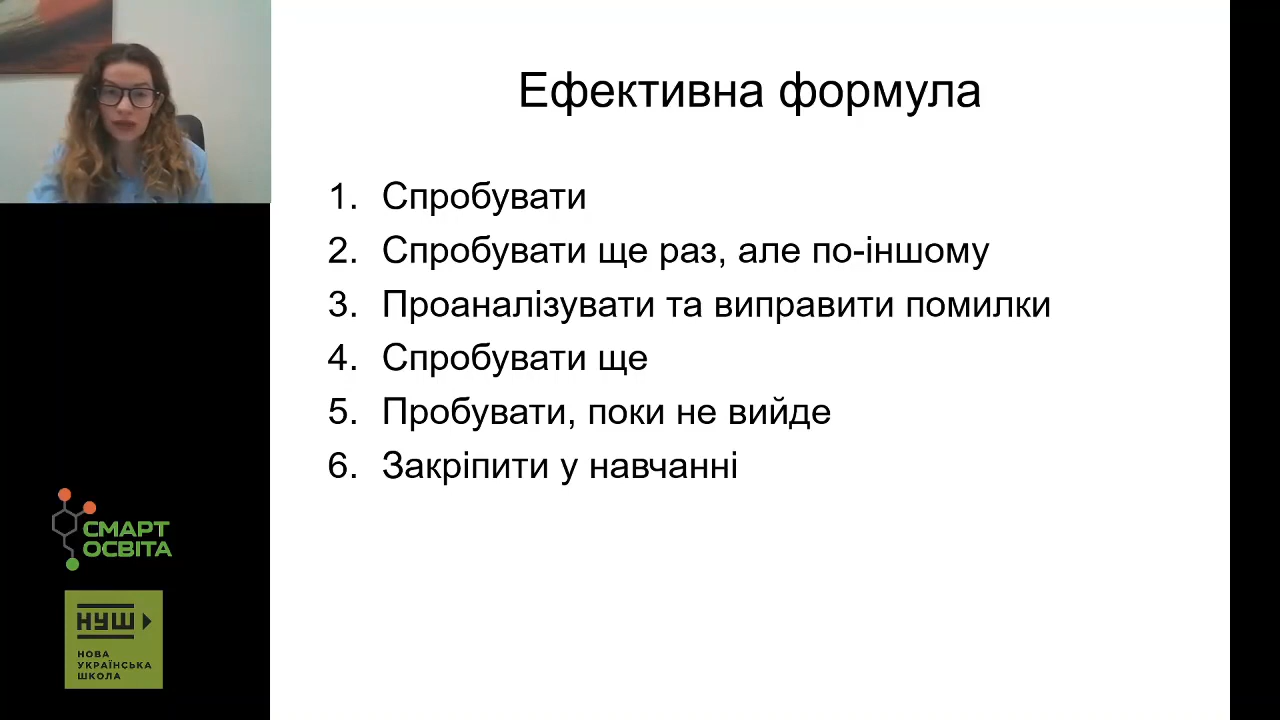 Ефективна формула
1. Спробувати
2. Спробувати ще раз, але по-іншому
3. Проаналізувати та виправити помилки
4. Спробувати ще
5. Пробувати, поки не вийде
6. Закріпити у навчанні
СМАРТ
ОСВІТА
НУШ
НОВА
УКРАЇНСЬКА
ШКОЛА